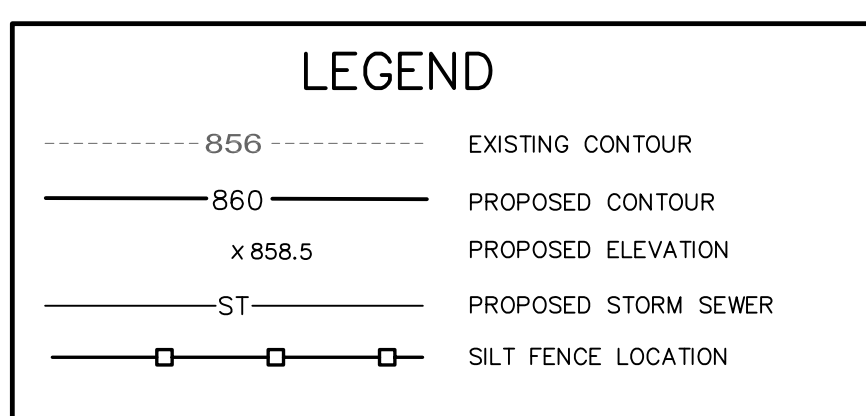 LEGEND
856 EXISTING CONTOUR
860 PROPOSED CONTOUR
x 858.5 PROPOSED ELEVATION
ST PROPOSED STORM SEWER
SILT FENCE LOCATION